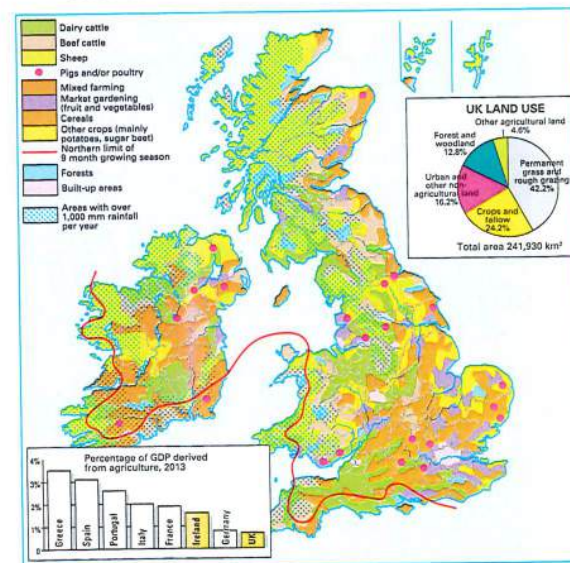 Dairy cattle
Beef cattle
Sheep
Pigs and/or poultry
Mixed farming
Market gardening
(fruit and vegetables)
Cereals
Other crops (mainly
potatoes, sugar beet)
Northern limit of
9 month growing season
Forests
Built-up areas
Areas with over
1,000 mm rainfall
per year
UK LAND USE
Other agricultural land
4.6%
Forest and
woodland
12.8%
Urban and
other non-
agricultural land
16.2%
Permanent
grass and
rough grazing
42.2%
Crops and
fallow
24.2%
Total area 241,930 km²
Percentage of GDP derived
from agriculture, 2013
4%
3%
2%
1%
0
Greece
Spain
Portugal
Italy
France
Ireland
Germany
UK